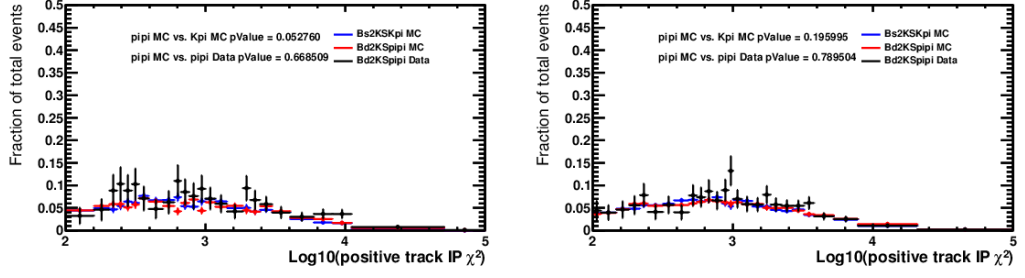 Fraction of total events
0.5
0.45
0.4
0.35
0.3
0.25
0.2
0.15
0.1
0.05
0
pipi MC vs. Kpi MC pValue = 0.052760
pipi MC vs. pipi Data pValue = 0.668509
Bs2KSKpi MC
Bd2KSpipi MC
Bd2KSpipi Data
2 3 4 5
Log10(positive track IP χ²)
Fraction of total events
0.5
0.45
0.4
0.35
0.3
0.25
0.2
0.15
0.1
0.05
0
pipi MC vs. Kpi MC pValue = 0.195995
pipi MC vs. pipi Data pValue = 0.789504
Bs2KSKpi MC
Bd2KSpipi MC
Bd2KSpipi Data
2 3 4 5
Log10(positive track IP χ²)